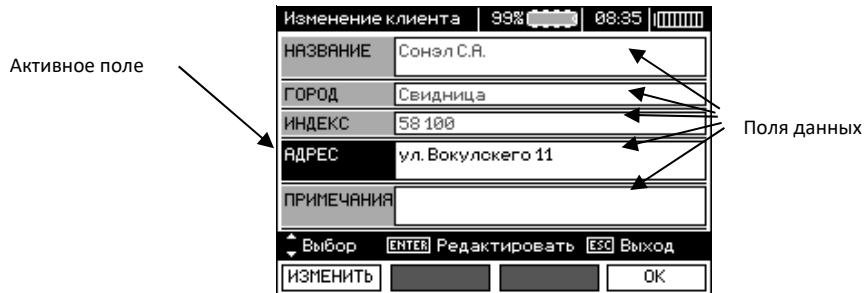 Изменение клиента 99% 08:35
НАЗВАНИЕ Сонэл С.А.
Активное поле
ГОРОД Свидница
ИНДЕКС 58 100
Поля данных
АДРЕС ул. Вокулского 11
ПРИМЕЧАНИЯ
Выбор ENTER Редактировать ESC Выход
ИЗМЕНИТЬ OK